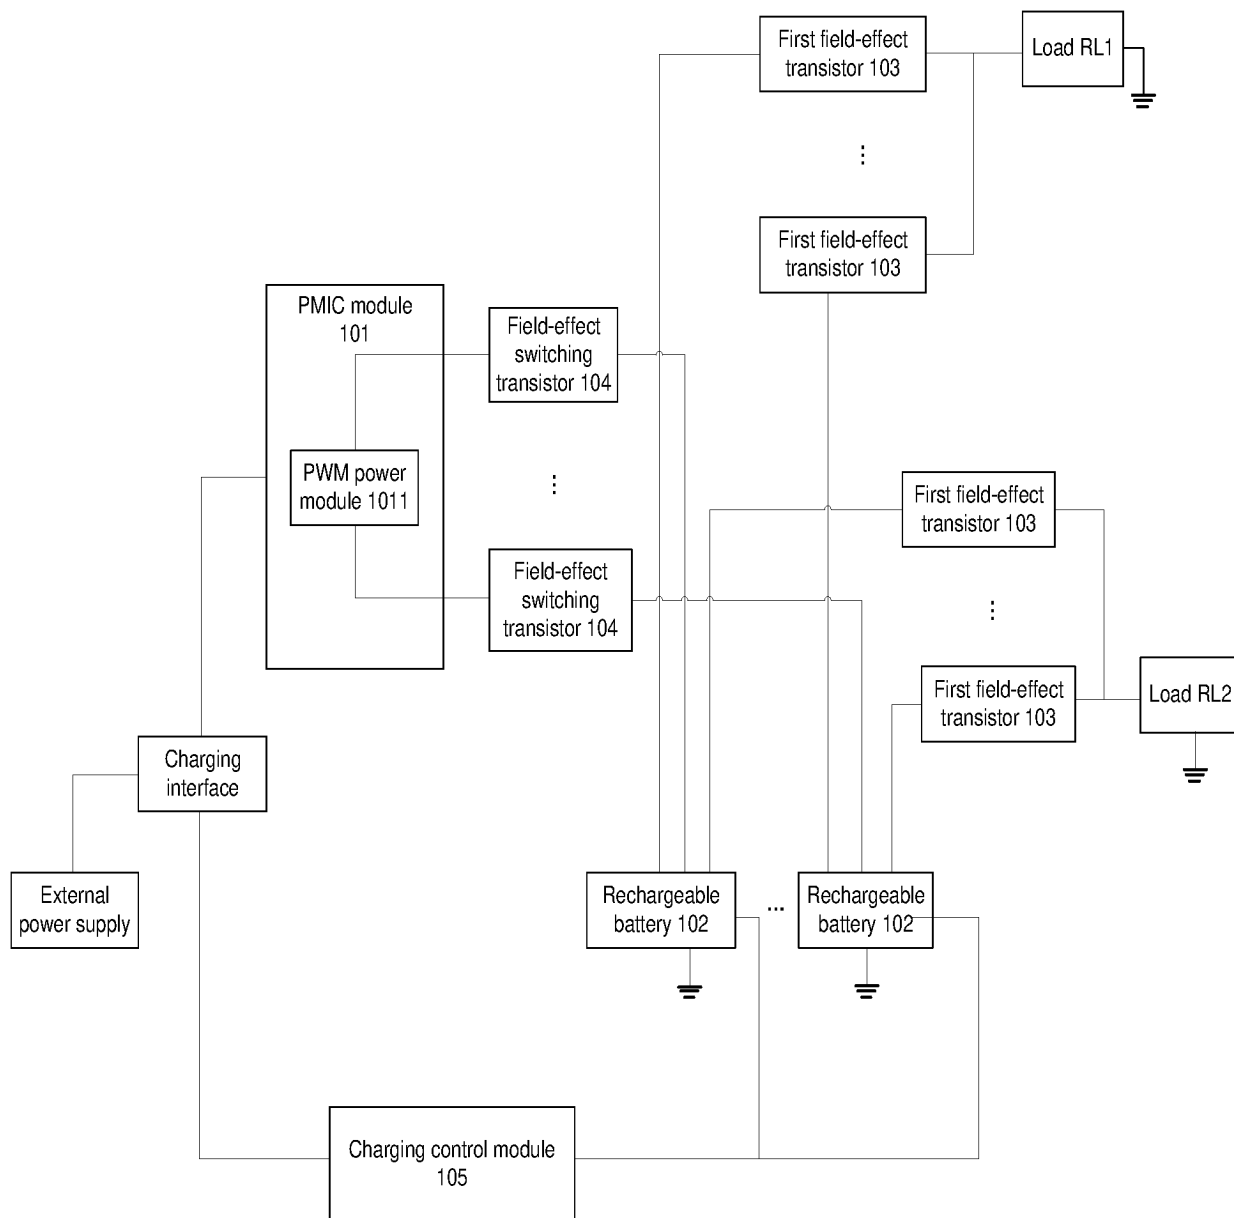 First field-effect
transistor 103
Load RL1
...
First field-effect
transistor 103
PMIC module
101
Field-effect
switching
transistor 104
PWM power
module 1011
...
First field-effect
transistor 103
Field-effect
switching
transistor 104
...
First field-effect
transistor 103
Load RL2
Charging
interface
External
power supply
Rechargeable
battery 102
...
Rechargeable
battery 102
Charging control module
105